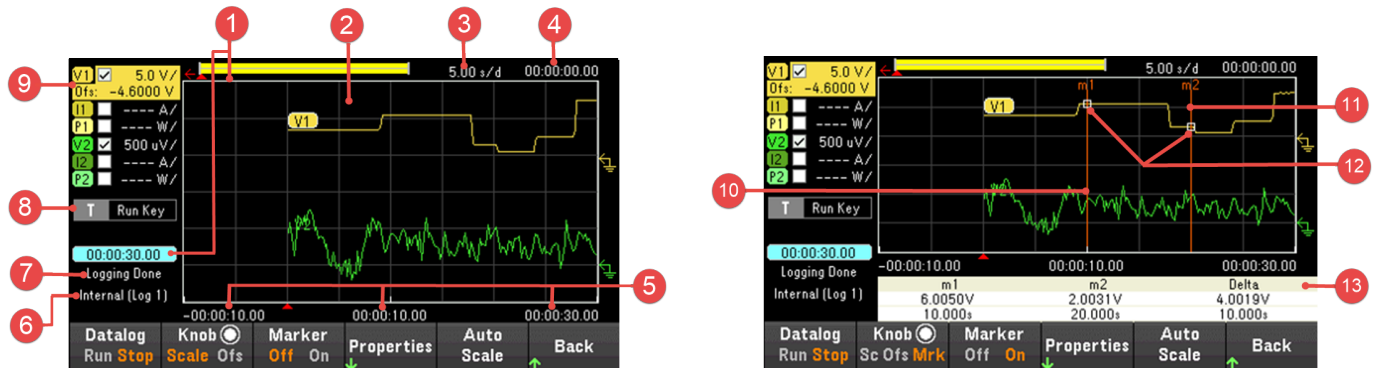 1
2
3
4
9
V1 5.0 V/
Ofs: -4.6000 V
I1 ---- A/
P1 ---- W/
V2 500 uV/
I2 ---- A/
P2 ---- W/
5.00 s/d 00:00:00.00
V1
8
T Run Key
00:00:30.00
7
Logging Done
6
Internal (Log 1)
5
-00:00:10.00 00:00:10.00 00:00:30.00
Datalog
Run Stop
Knob
Scale Ofs
Marker
Off On
Properties
Auto
Scale
Back
V1 5.0 V/
Ofs: -4.6000 V
I1 ---- A/
P1 ---- W/
V2 500 uV/
I2 ---- A/
P2 ---- W/
5.00 s/d 00:00:00.00
m1 m2
V1
11
12
10
T Run Key
00:00:30.00
Logging Done
Internal (Log 1)
-00:00:10.00 00:00:10.00 00:00:30.00
m1 m2 Delta
6.0050V 2.0031V 4.0019V
10.000s 20.000s 10.000s
13
Datalog
Run Stop
Knob
Sc Ofs Mrk
Marker
Off On
Properties
Auto
Scale
Back